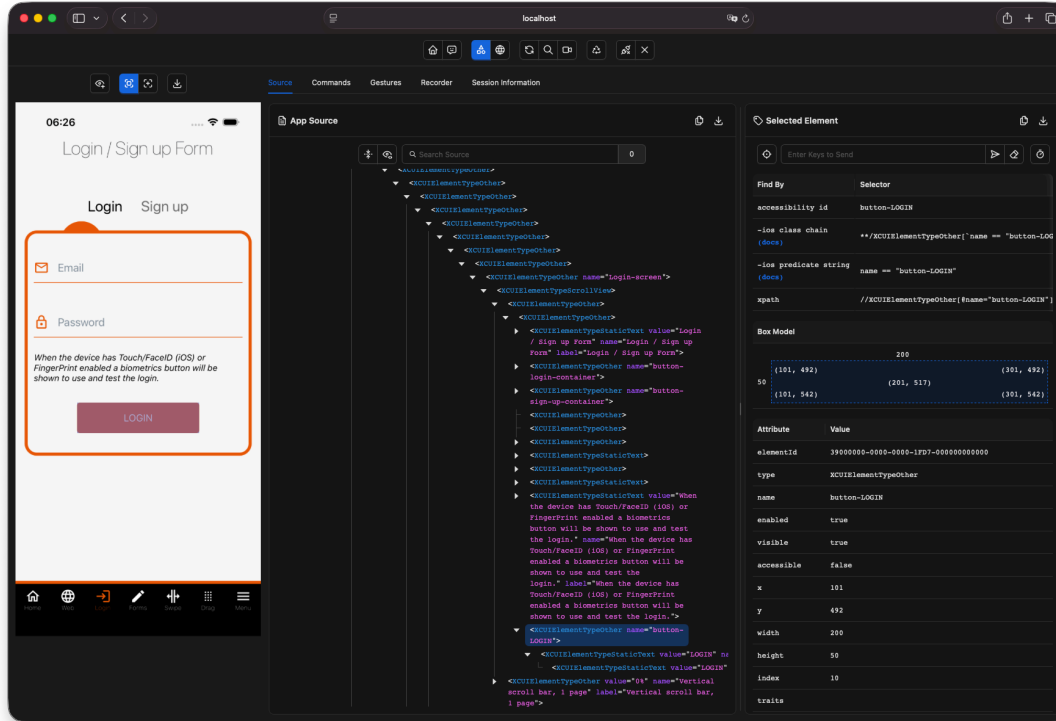 localhost
Source Commands Gestures Recorder Session Information
06:26
Login / Sign up Form
Login Sign up
Email
Password
When the device has Touch/FaceID (iOS) or
FingerPrint enabled a biometrics button will be
shown to use and test the login.
LOGIN
Home Web Login Forms Swipe Drag Menu
App Source
Search Source 0
<XCUIElementTypeOther>
<XCUIElementTypeOther>
<XCUIElementTypeOther>
<XCUIElementTypeOther>
<XCUIElementTypeOther>
<XCUIElementTypeOther>
<XCUIElementTypeOther>
<XCUIElementTypeOther>
<XCUIElementTypeOther name="Login-screen">
<XCUIElementTypeScrollView>
<XCUIElementTypeOther>
<XCUIElementTypeOther>
<XCUIElementTypeStaticText value="Login
/ Sign up Form" name="Login / Sign up
Form" label="Login / Sign up Form">
<XCUIElementTypeOther name="button-
login-container">
<XCUIElementTypeOther name="button-
sign-up-container">
<XCUIElementTypeOther>
<XCUIElementTypeOther>
<XCUIElementTypeOther>
<XCUIElementTypeStaticText>
<XCUIElementTypeOther>
<XCUIElementTypeStaticText>
<XCUIElementTypeStaticText value="When
the device has Touch/FaceID (iOS) or
FingerPrint enabled a biometrics
button will be shown to use and test
the login." name="When the device has
Touch/FaceID (iOS) or FingerPrint
enabled a biometrics button will be
shown to use and test the
login." label="When the device has
Touch/FaceID (iOS) or FingerPrint
enabled a biometrics button will be
shown to use and test the login.">
<XCUIElementTypeOther name="button-
LOGIN">
<XCUIElementTypeStaticText value="LOGIN" na
<XCUIElementTypeStaticText value="LOGIN"
<XCUIElementTypeOther value="0%" name="Vertical
scroll bar, 1 page" label="Vertical scroll bar,
1 page">
Selected Element
Enter Keys to Send
Find By Selector
accessibility id button-LOGIN
-ios class chain
(docs) **/XCUIElementTypeOther[`name == "button-LOG
-ios predicate string
(docs) name == "button-LOGIN"
xpath //XCUIElementTypeOther[@name="button-LOGIN"]
Box Model
200
(101, 492) (301, 492)
50 (201, 517)
(101, 542) (301, 542)
Attribute Value
elementId 39000000-0000-0000-1FD7-000000000000
type XCUIElementTypeOther
name button-LOGIN
enabled true
visible true
accessible false
x 101
y 492
width 200
height 50
index 10
traits